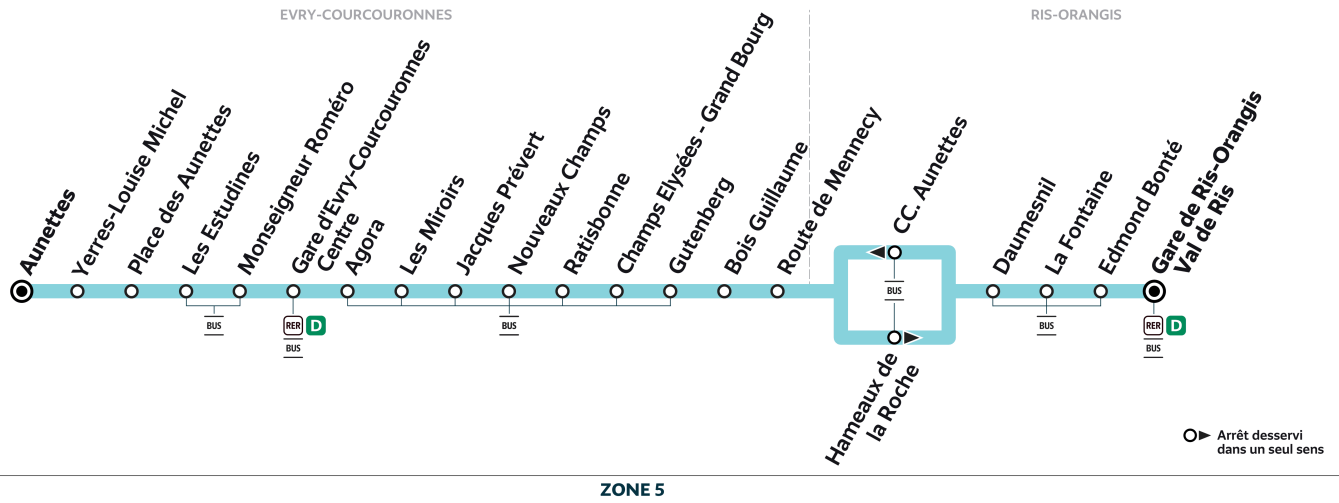 EVRY-COURCOURONNES
RIS-ORANGIS
Aunettes
Yerres-Louise Michel
Place des Aunettes
Les Estudines
Monseigneur Roméro
Gare d'Evry-Courcouronnes
Centre
Agora
Les Miroirs
Jacques Prévert
Nouveaux Champs
Ratisbonne
Champs Elysées - Grand Bourg
Gutenberg
Bois Guillaume
Route de Mennecy
CC. Aunettes
Hameaux de
la Roche
Daumesnil
La Fontaine
Edmond Bonté
Gare de Ris-Orangis
Val de Ris
BUS
RER D
BUS
BUS
BUS
BUS
RER D
BUS
Arrêt desservi
dans un seul sens
ZONE 5